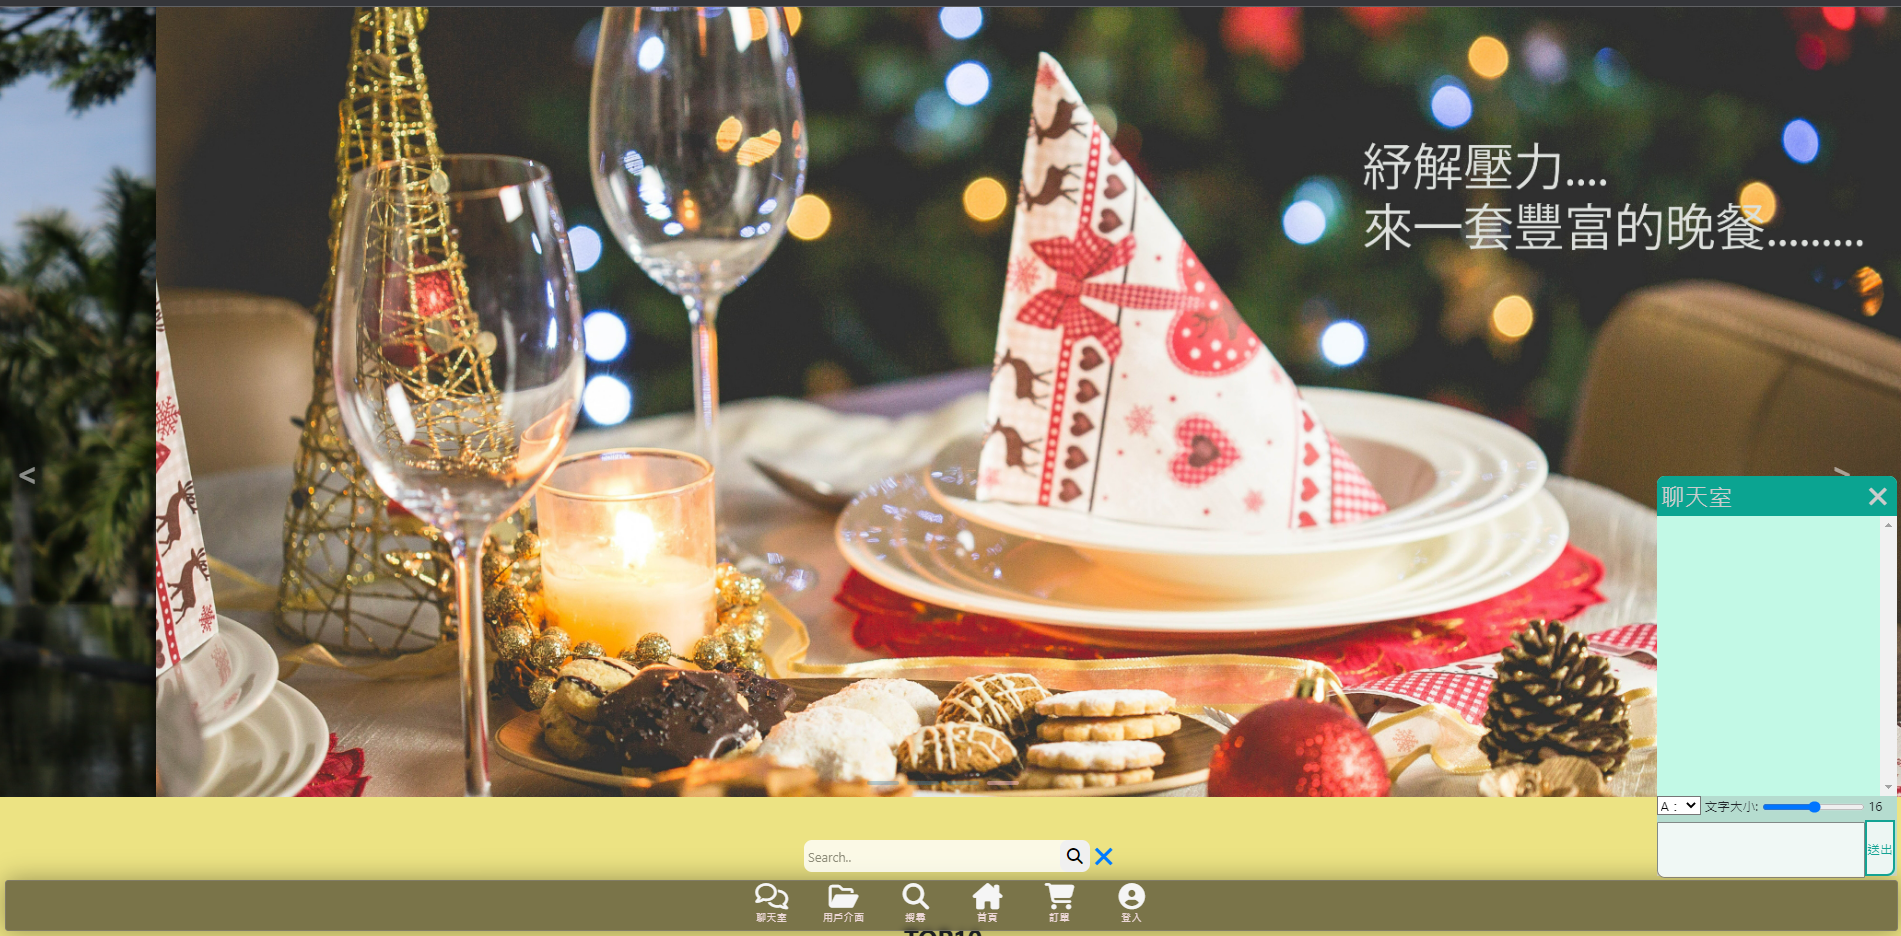 紓解壓力....
來一套豐富的晚餐.........
<
>
聊天室
A :
文字大小:
16
送出
Search..
聊天室
用戶介面
搜尋
首頁
訂單
登入
TOP10